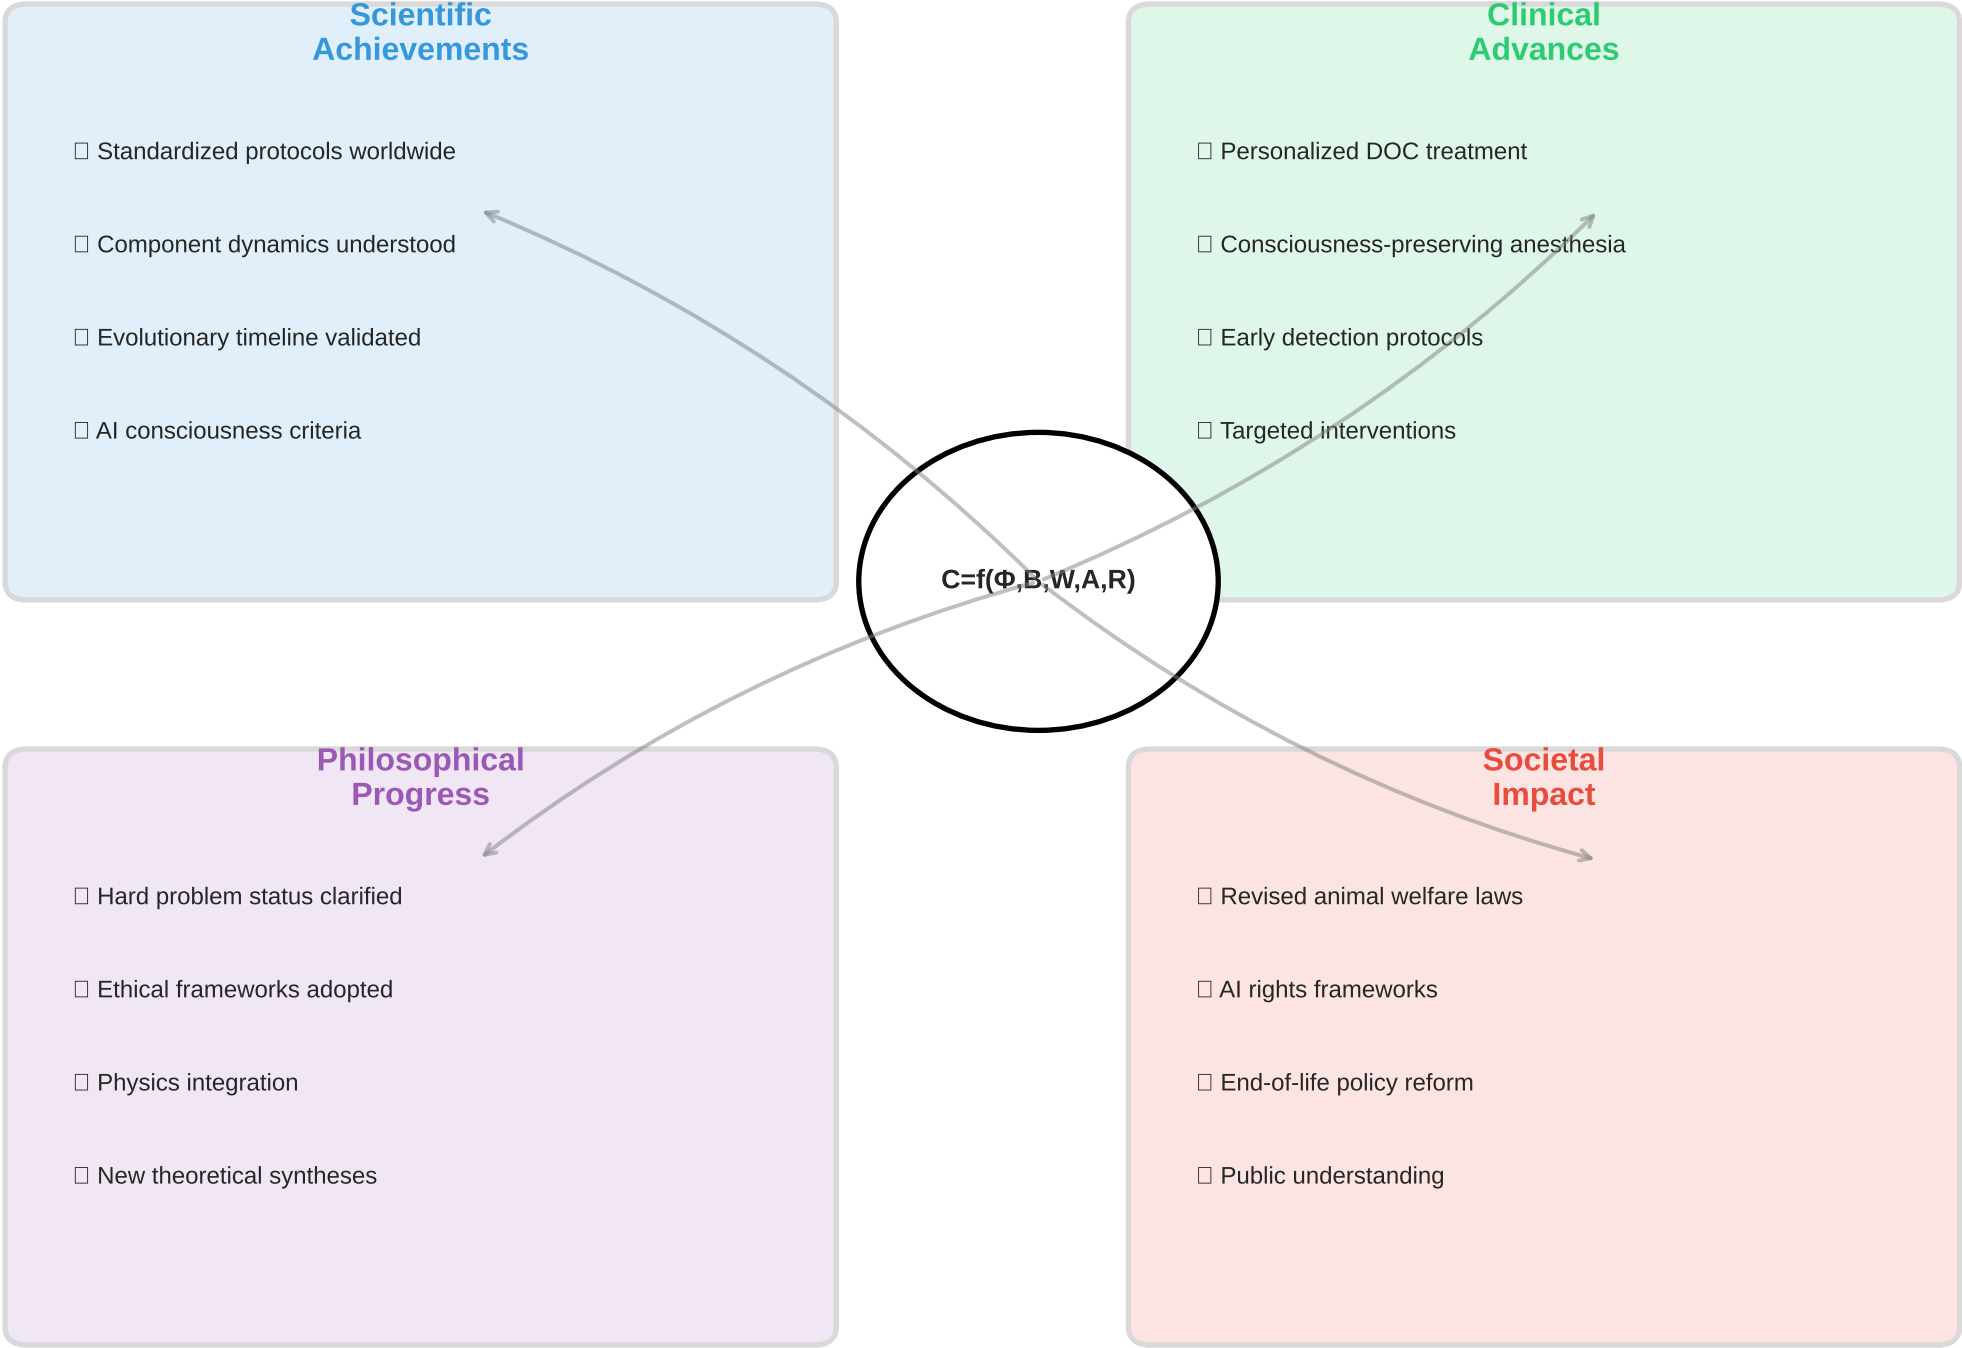 Scientific
Achievements
☐ Standardized protocols worldwide
☐ Component dynamics understood
☐ Evolutionary timeline validated
☐ AI consciousness criteria
Clinical
Advances
☐ Personalized DOC treatment
☐ Consciousness-preserving anesthesia
☐ Early detection protocols
☐ Targeted interventions
C=f(Φ,B,W,A,R)
Philosophical
Progress
☐ Hard problem status clarified
☐ Ethical frameworks adopted
☐ Physics integration
☐ New theoretical syntheses
Societal
Impact
☐ Revised animal welfare laws
☐ AI rights frameworks
☐ End-of-life policy reform
☐ Public understanding